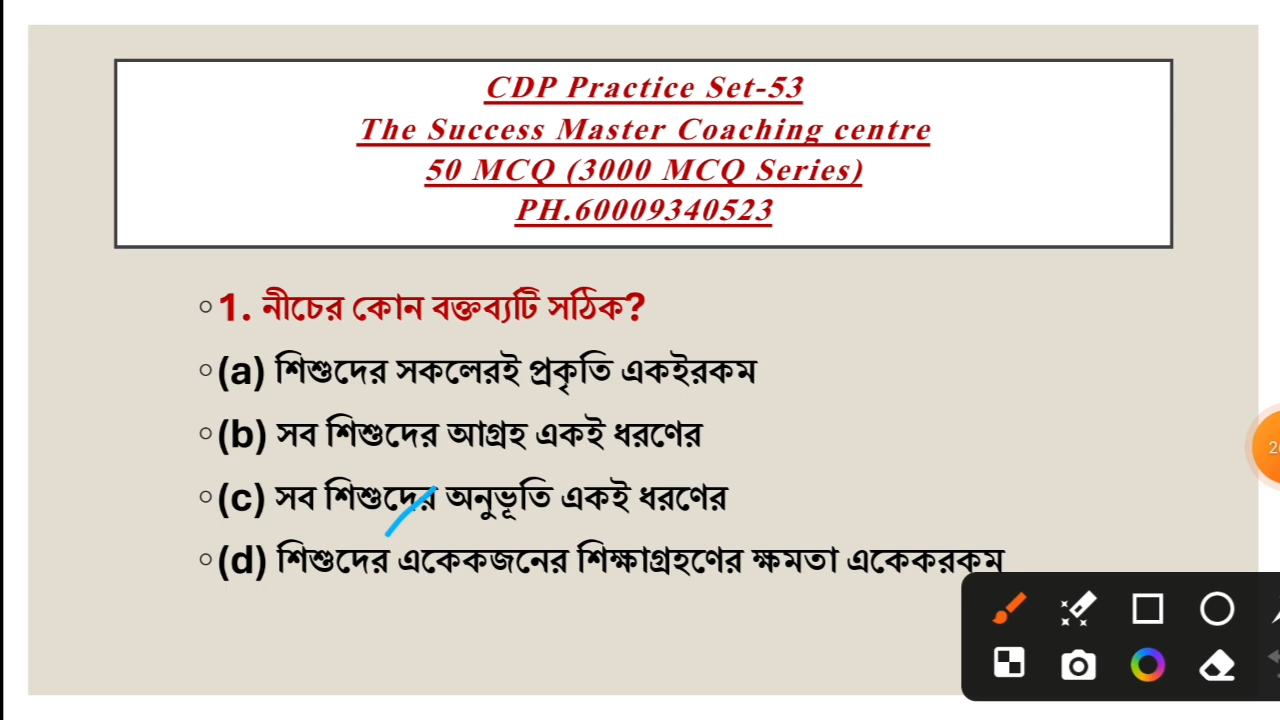 CDP Practice Set-53
The Success Master Coaching centre
50 MCQ (3000 MCQ Series)
PH.60009340523
1. নীচের কোন বক্তব্যটি সঠিক?
(a) শিশুদের সকলেরই প্রকৃতি একইরকম
(b) সব শিশুদের আগ্রহ একই ধরণের
(c) সব শিশুদের অনুভূতি একই ধরণের
(d) শিশুদের একেকজনের শিক্ষাগ্রহণের ক্ষমতা একেকরকম